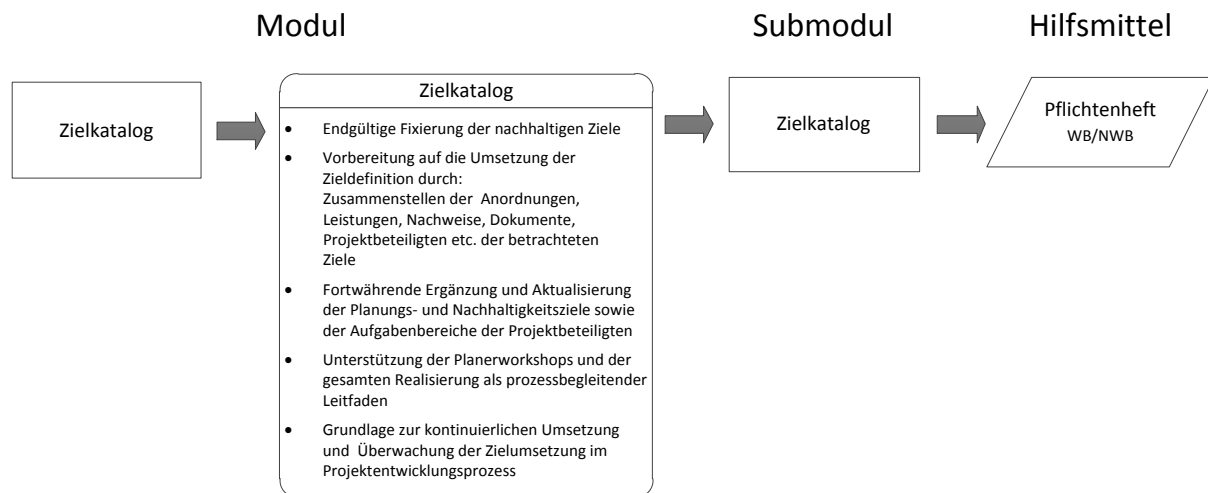 Modul
Submodul
Hilfsmittel
Zielkatalog
Zielkatalog
• Endgültige Fixierung der nachhaltigen Ziele
• Vorbereitung auf die Umsetzung der
Zieldefinition durch:
Zusammenstellen der Anordnungen,
Leistungen, Nachweise, Dokumente,
Projektbeteiligten etc. der betrachteten
Ziele
• Fortwährende Ergänzung und Aktualisierung
der Planungs- und Nachhaltigkeitsziele sowie
der Aufgabenbereiche der Projektbeteiligten
• Unterstützung der Planerworkshops und der
gesamten Realisierung als prozessbegleitender
Leitfaden
• Grundlage zur kontinuierlichen Umsetzung
und Überwachung der Zielumsetzung im
Projektentwicklungsprozess
Zielkatalog
Pflichtenheft
WB/NWB